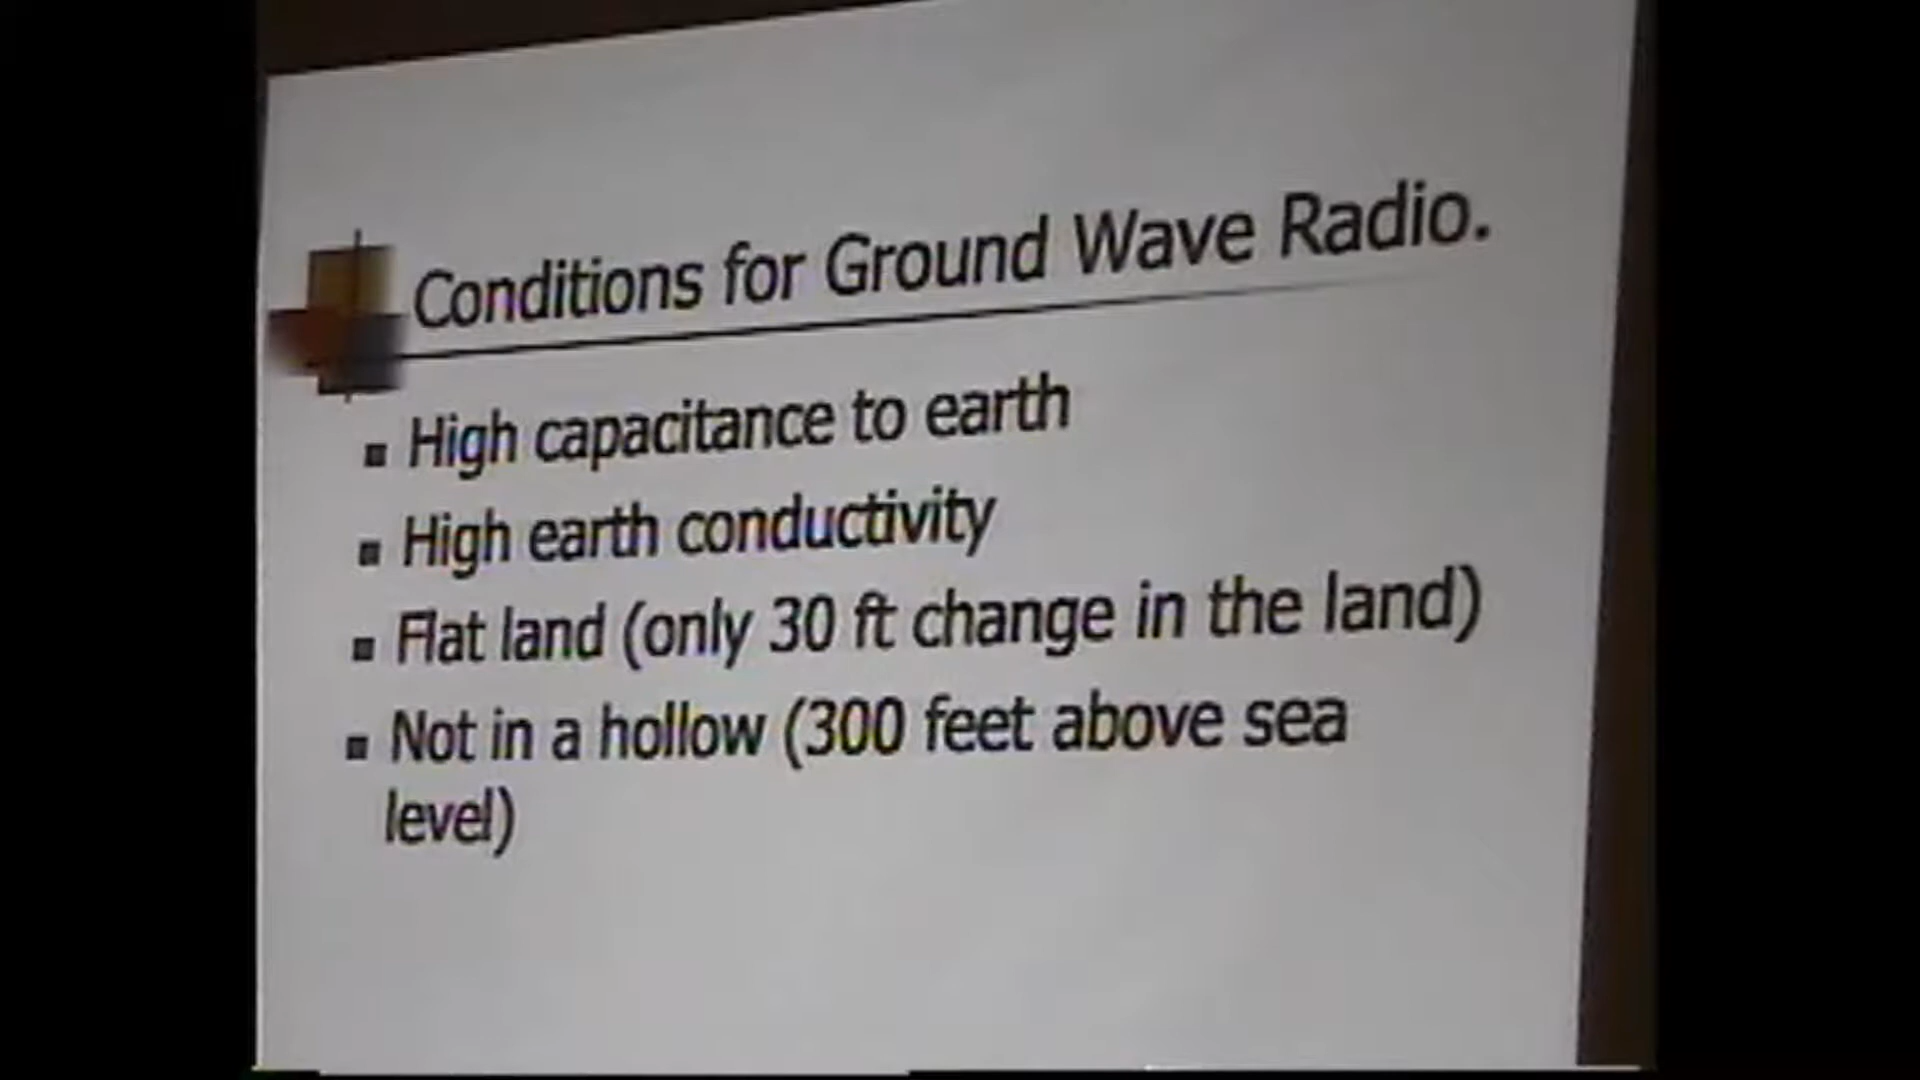 Conditions for Ground Wave Radio.
▪ High capacitance to earth
▪ High earth conductivity
▪ Flat land (only 30 ft change in the land)
▪ Not in a hollow (300 feet above sea
level)